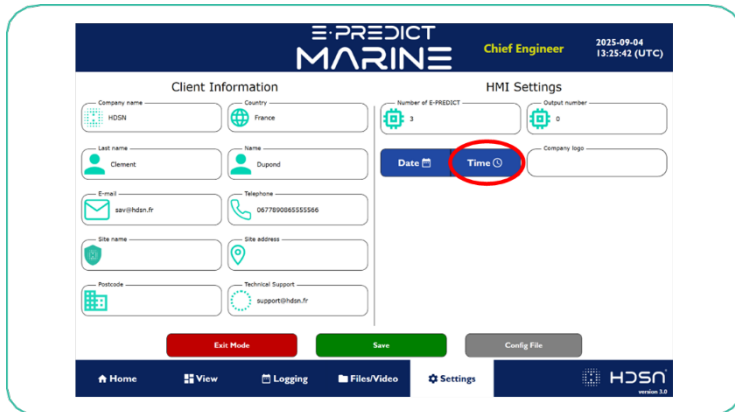 E·PREDICT
MARINE
Chief Engineer
2025-09-04
13:25:42 (UTC)
Client Information
HMI Settings
Company name
HDSN
Country
France
Number of E-PREDICT
3
Output number
0
Last name
Clement
Name
Dupond
Date
Time
Company logo
E-mail
sav@hdsn.fr
Telephone
0677890865555566
Site name
Site address
Postcode
Technical Support
support@hdsn.fr
Exit Mode
Save
Config File
Home
View
Logging
Files/Video
Settings
HDSN
version 3.0